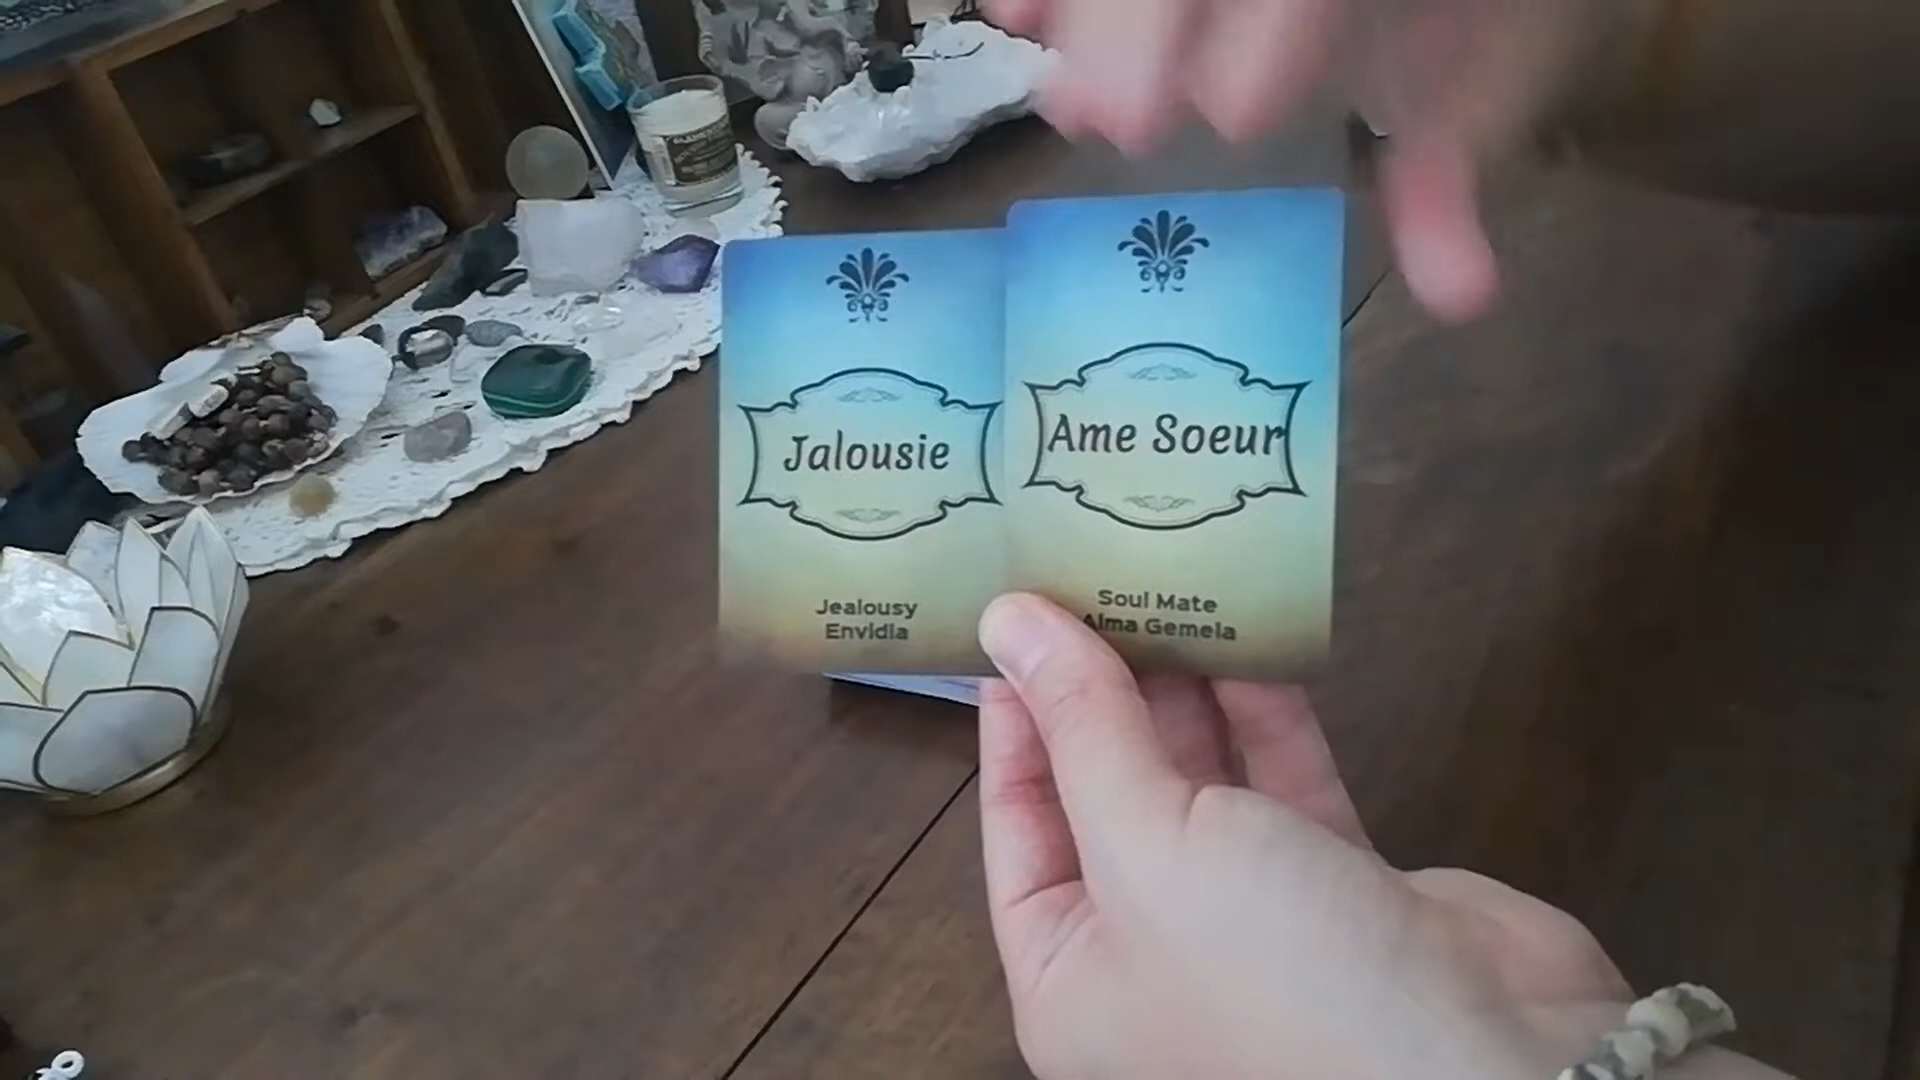 Jalousie
Jealousy
Envidia
Ame Soeur
Soul Mate
Alma Gemela